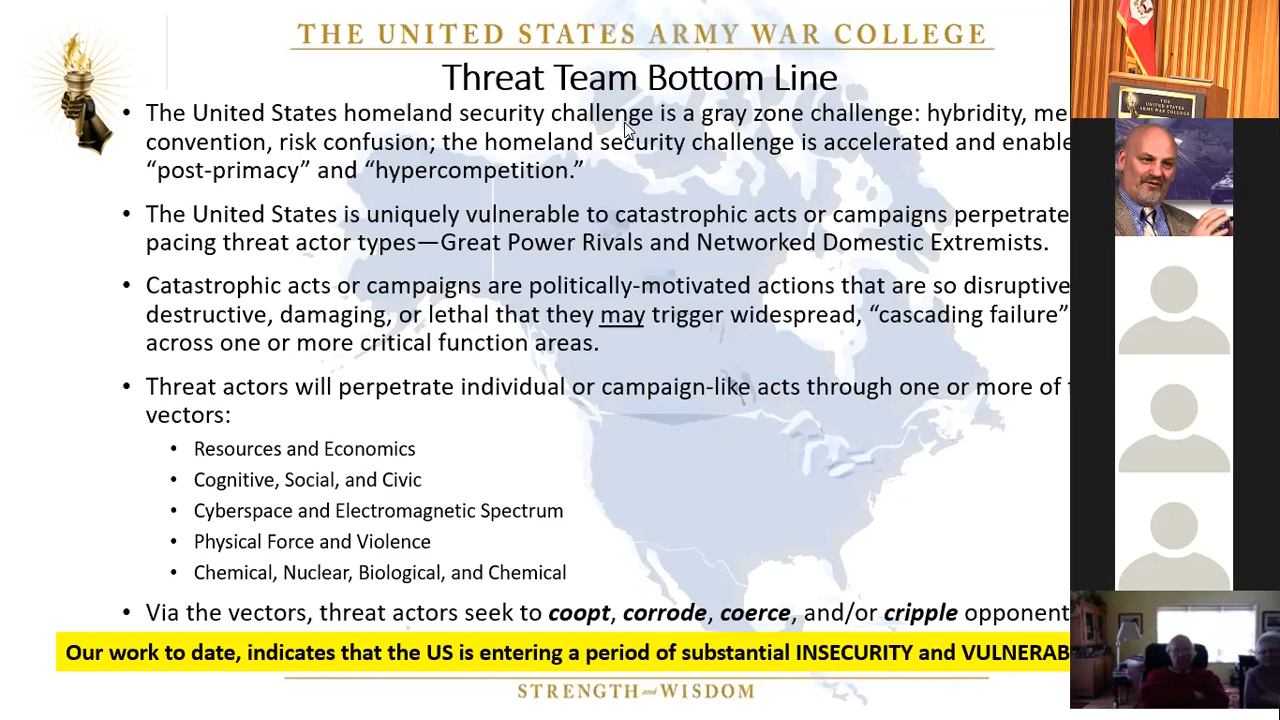 THE UNITED STATES ARMY WAR COLLEGE
Threat Team Bottom Line
• The United States homeland security challenge is a gray zone challenge: hybridity, me
convention, risk confusion; the homeland security challenge is accelerated and enable
“post-primacy” and “hypercompetition.”
• The United States is uniquely vulnerable to catastrophic acts or campaigns perpetrate
pacing threat actor types—Great Power Rivals and Networked Domestic Extremists.
• Catastrophic acts or campaigns are politically-motivated actions that are so disruptive
destructive, damaging, or lethal that they may trigger widespread, “cascading failure”
across one or more critical function areas.
• Threat actors will perpetrate individual or campaign-like acts through one or more of
vectors:
• Resources and Economics
• Cognitive, Social, and Civic
• Cyberspace and Electromagnetic Spectrum
• Physical Force and Violence
• Chemical, Nuclear, Biological, and Chemical
• Via the vectors, threat actors seek to coopt, corrode, coerce, and/or cripple opponent
Our work to date, indicates that the US is entering a period of substantial INSECURITY and VULNERAB
STRENGTH and WISDOM
THE
UNITED STATES
ARMY WAR COLLEGE